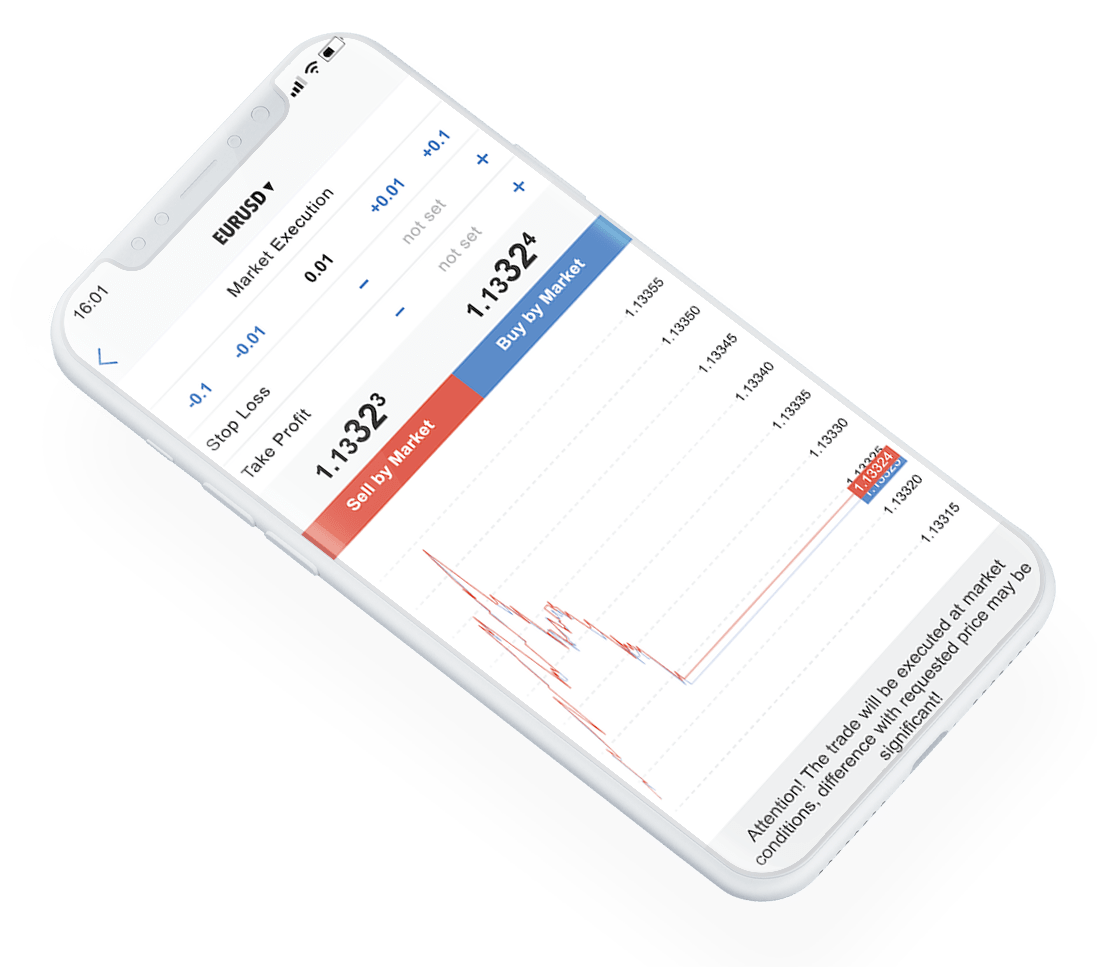 16:01
EURUSD▼
Market Execution
-0.1 -0.01 0.01 +0.01 +0.1
Stop Loss - not set +
Take Profit - not set +
1.13323 1.13324
Sell by Market Buy by Market
1.13355
1.13350
1.13345
1.13340
1.13335
1.13330
1.13325
1.13324
1.13323
1.13320
1.13315
Attention! The trade will be executed at market
conditions, difference with requested price may be
significant!